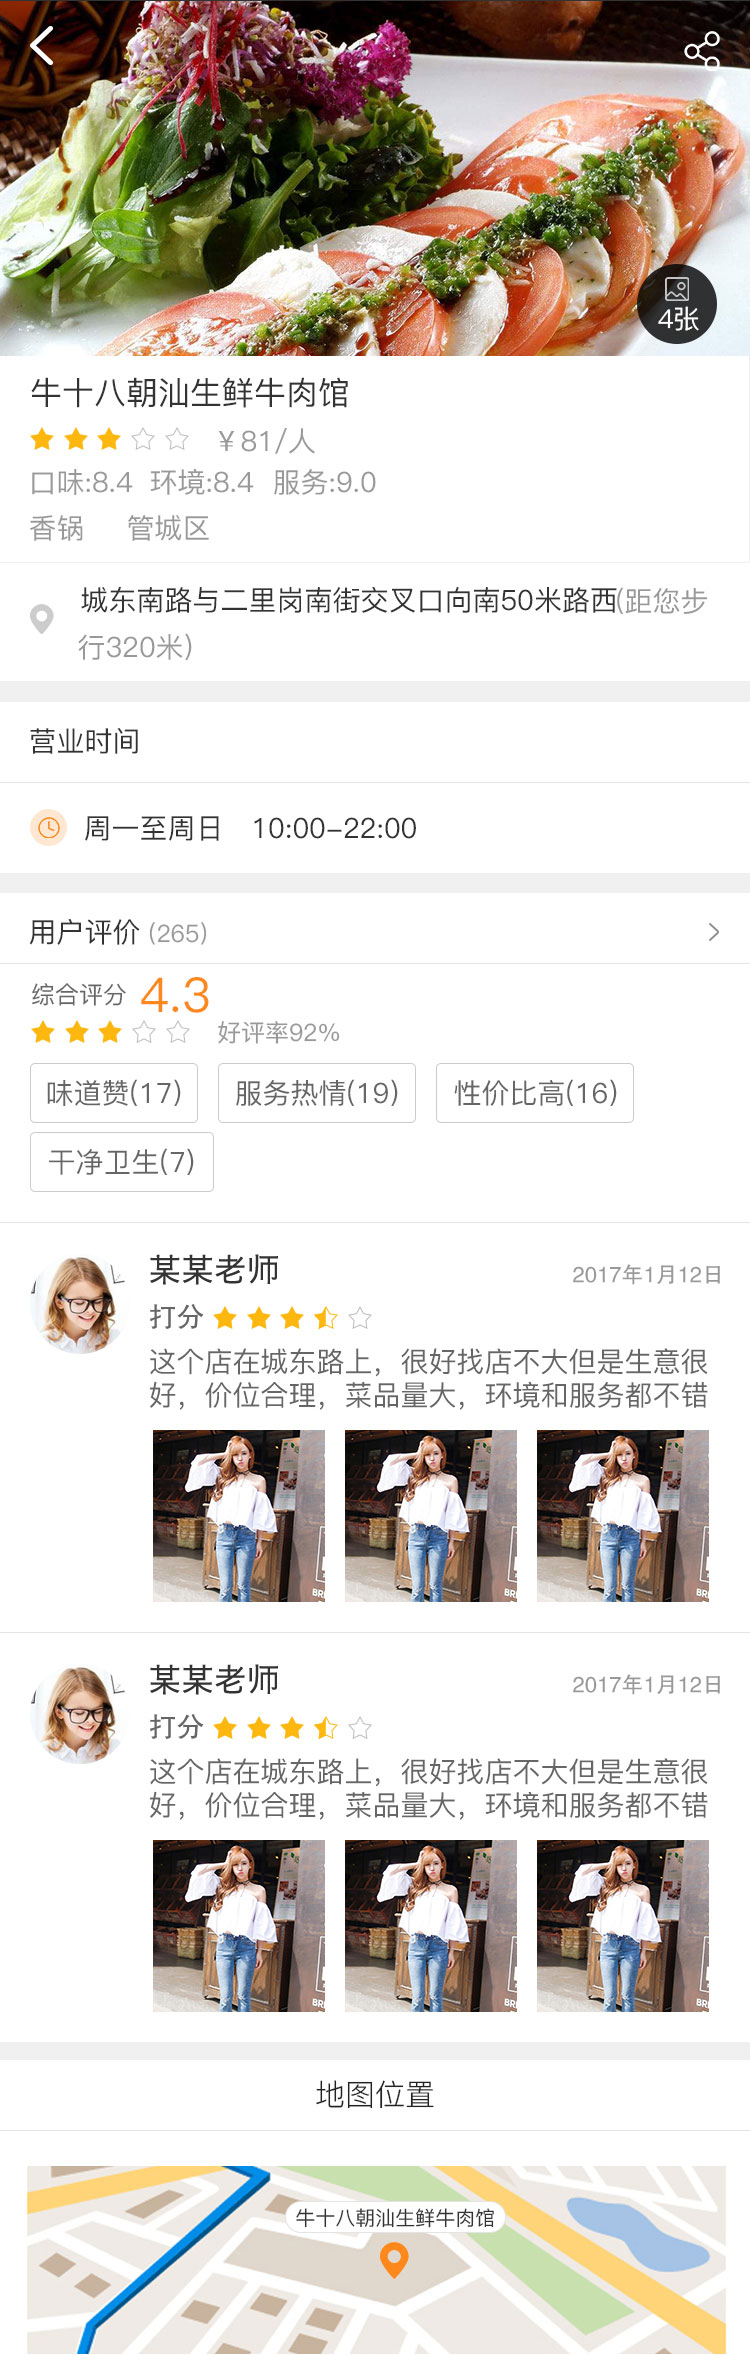 4张
牛十八朝汕生鲜牛肉馆
￥81/人
口味:8.4 环境:8.4 服务:9.0
香锅 管城区
城东南路与二里岗南街交叉口向南50米路西(距您步
行320米)
营业时间
周一至周日 10:00-22:00
用户评价 (265)
综合评分 4.3
好评率92%
味道赞(17) 服务热情(19) 性价比高(16)
干净卫生(7)
某某老师 2017年1月12日
打分
这个店在城东路上，很好找店不大但是生意很
好，价位合理，菜品量大，环境和服务都不错
BR BR BR
某某老师 2017年1月12日
打分
这个店在城东路上，很好找店不大但是生意很
好，价位合理，菜品量大，环境和服务都不错
BR BR BR
地图位置
牛十八朝汕生鲜牛肉馆